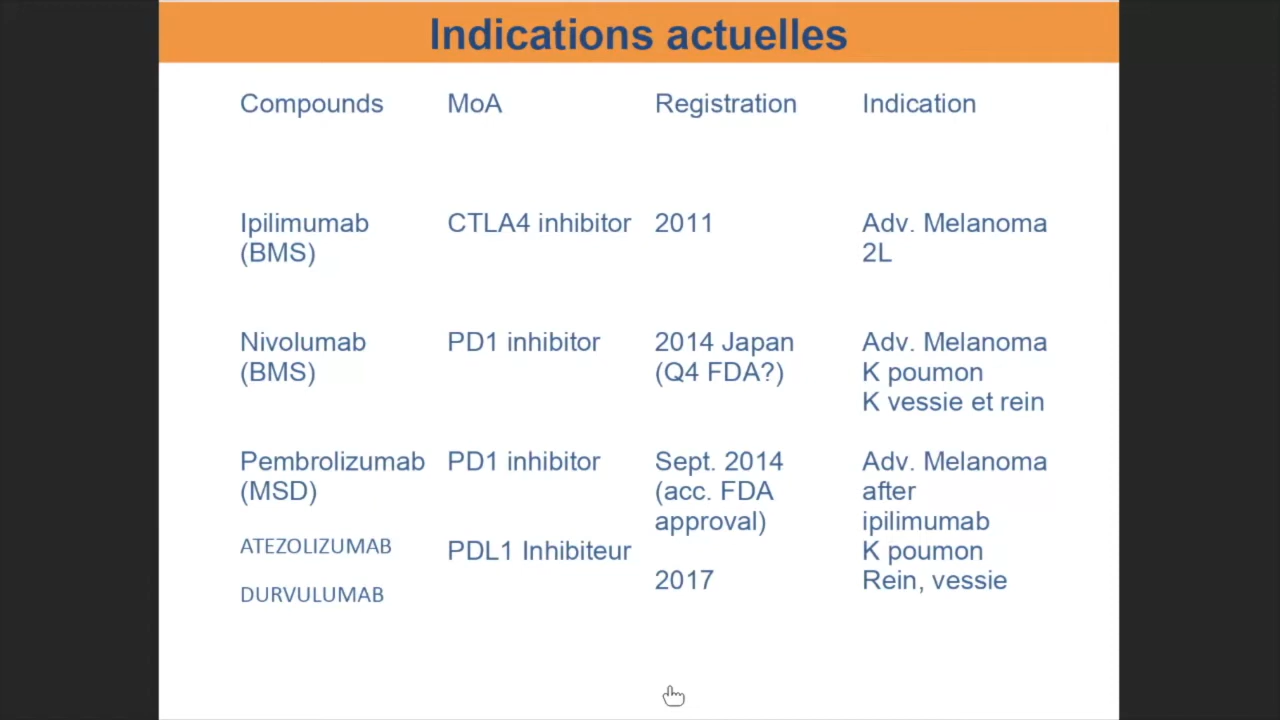 Indications actuelles
Compounds MoA Registration Indication
Ipilimumab CTLA4 inhibitor 2011 Adv. Melanoma
(BMS) 2L
Nivolumab PD1 inhibitor 2014 Japan Adv. Melanoma
(BMS) (Q4 FDA?) K poumon
K vessie et rein
Pembrolizumab PD1 inhibitor Sept. 2014 Adv. Melanoma
(MSD) (acc. FDA after
approval) ipilimumab
ATEZOLIZUMAB PDL1 Inhibiteur K poumon
2017 Rein, vessie
DURVULUMAB